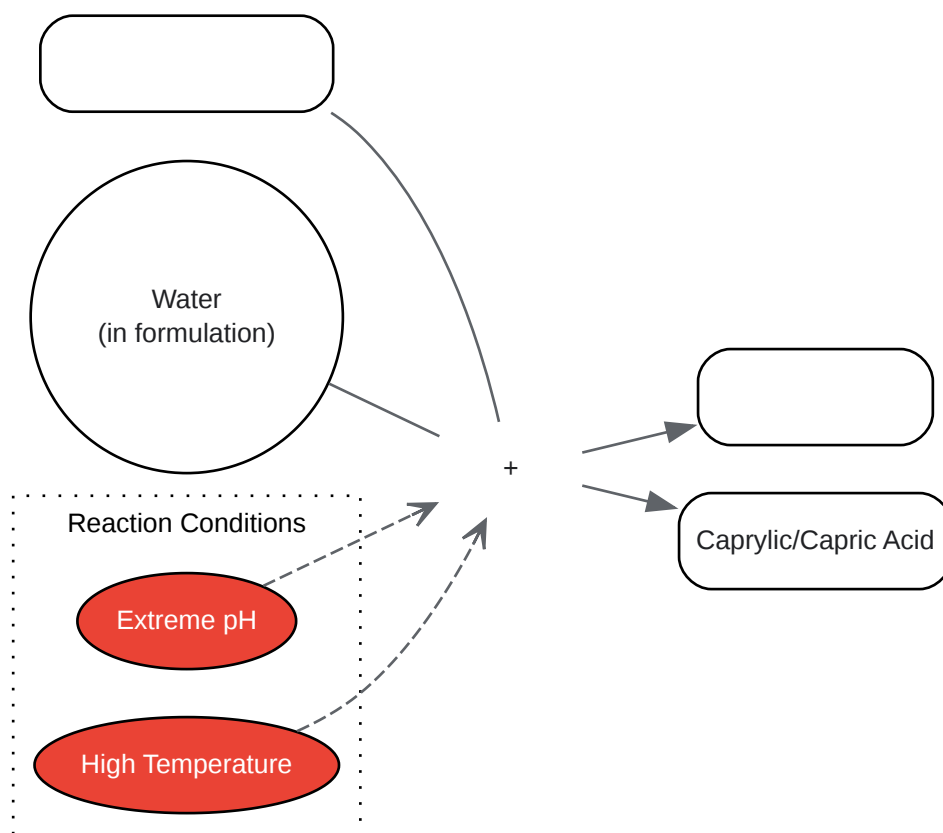 Water
(in formulation)
+
Reaction Conditions
Caprylic/Capric Acid
Extreme pH
High Temperature